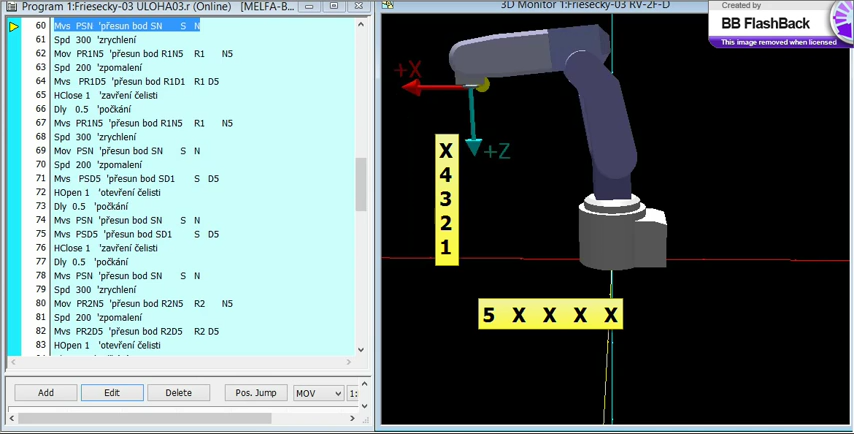 Program 1:Friesecky-03 ULOHA03.r (Online) [MELFA-B...
60 Mvs PSN 'přesun bod SN S N
61 Spd 300 'zrychlení
62 Mov PR1N5 'přesun bod R1N5 R1 N5
63 Spd 200 'zpomalení
64 Mvs PR1D5 'přesun bod R1D1 R1 D5
65 HClose 1 'zavření čelisti
66 Dly 0.5 'počkání
67 Mvs PR1N5 'přesun bod R1N5 R1 N5
68 Spd 300 'zrychlení
69 Mov PSN 'přesun bod SN S N
70 Spd 200 'zpomalení
71 Mvs PSD5 'přesun bod SD1 S D5
72 HOpen 1 'otevření čelisti
73 Dly 0.5 'počkání
74 Mvs PSN 'přesun bod SN S N
75 Mvs PSD5 'přesun bod SD1 S D5
76 HClose 1 'zavření čelisti
77 Dly 0.5 'počkání
78 Mvs PSN 'přesun bod SN S N
79 Spd 300 'zrychlení
80 Mov PR2N5 'přesun bod R2N5 R2 N5
81 Spd 200 'zpomalení
82 Mvs PR2D5 'přesun bod R2D5 R2 D5
83 HOpen 1 'otevření čelisti
Add Edit Delete Pos. Jump MOV 1:
3D Monitor 1:Friesecky-03 RV-2F-D
Created by
BB FlashBack
This image removed when licensed
+X
+Z
X
4
3
2
1
5 X X X X